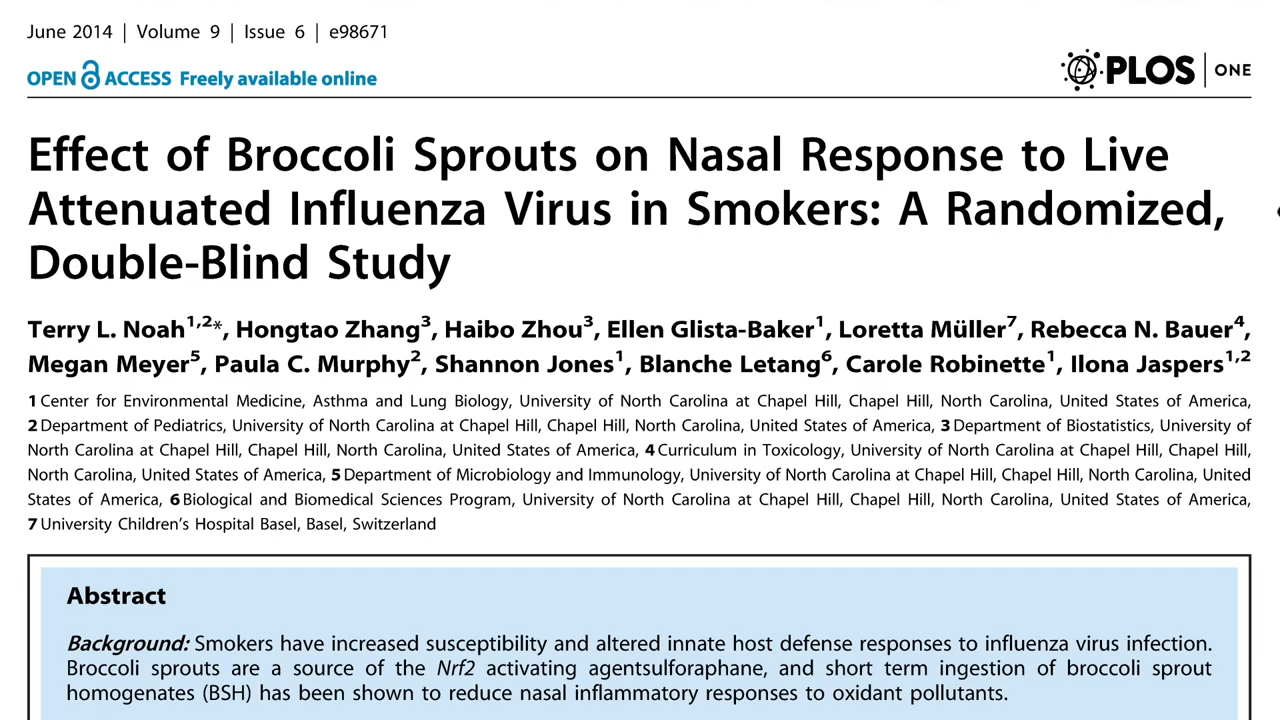 June 2014 | Volume 9 | Issue 6 | e98671
OPEN ACCESS Freely available online
PLOS | ONE
Effect of Broccoli Sprouts on Nasal Response to Live
Attenuated Influenza Virus in Smokers: A Randomized,
Double-Blind Study
Terry L. Noah1,2*, Hongtao Zhang3, Haibo Zhou3, Ellen Glista-Baker1, Loretta Müller7, Rebecca N. Bauer4,
Megan Meyer5, Paula C. Murphy2, Shannon Jones1, Blanche Letang6, Carole Robinette1, Ilona Jaspers1,2
1 Center for Environmental Medicine, Asthma and Lung Biology, University of North Carolina at Chapel Hill, Chapel Hill, North Carolina, United States of America,
2 Department of Pediatrics, University of North Carolina at Chapel Hill, Chapel Hill, North Carolina, United States of America, 3 Department of Biostatistics, University of
North Carolina at Chapel Hill, Chapel Hill, North Carolina, United States of America, 4 Curriculum in Toxicology, University of North Carolina at Chapel Hill, Chapel Hill,
North Carolina, United States of America, 5 Department of Microbiology and Immunology, University of North Carolina at Chapel Hill, Chapel Hill, North Carolina, United
States of America, 6 Biological and Biomedical Sciences Program, University of North Carolina at Chapel Hill, Chapel Hill, North Carolina, United States of America,
7 University Children's Hospital Basel, Basel, Switzerland
Abstract
Background: Smokers have increased susceptibility and altered innate host defense responses to influenza virus infection.
Broccoli sprouts are a source of the Nrf2 activating agentsulforaphane, and short term ingestion of broccoli sprout
homogenates (BSH) has been shown to reduce nasal inflammatory responses to oxidant pollutants.